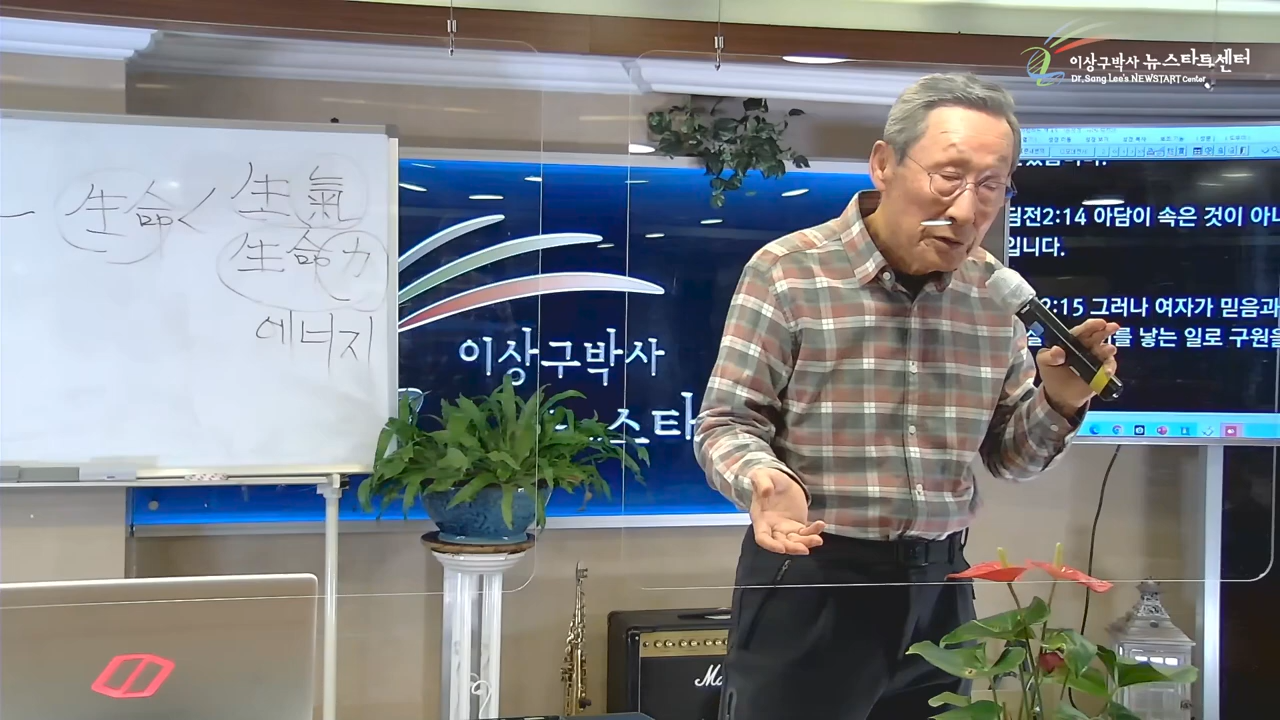 이상구박사 뉴스타트센터
Dr. Sang Lee's NEWSTART Center
生命 < 生氣
生命力
에너지
이상구박사
스타
딤전2:14 아담이 속은 것이 아니
입니다.
2:15 그러나 여자가 믿음과
를 낳는 일로 구원을